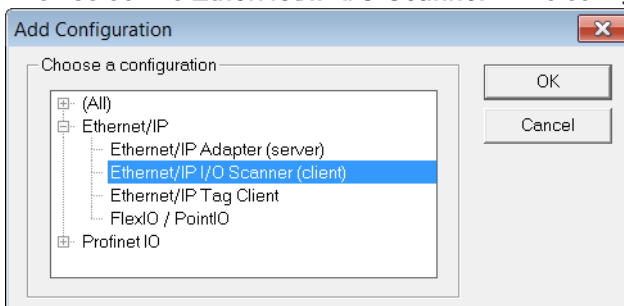 Add Configuration
Choose a configuration
(All)
Ethernet/IP
Ethernet/IP Adapter (server)
Ethernet/IP I/O Scanner (client)
Ethernet/IP Tag Client
FlexIO / PointIO
Profinet IO
OK
Cancel